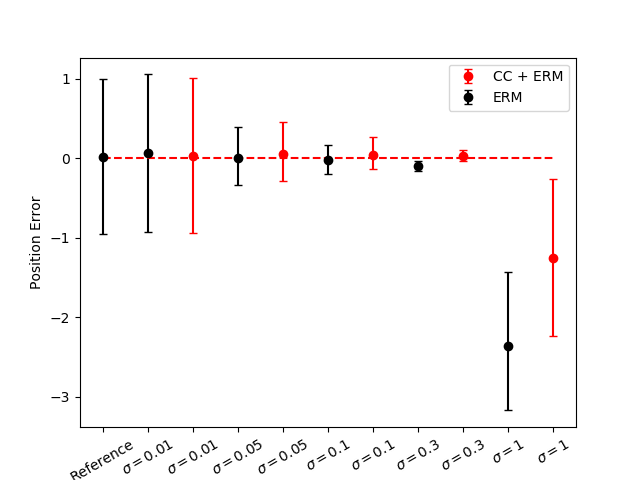 CC + ERM
ERM
1
0
−1
−2
−3
Position Error
Reference
σ = 0.01
σ = 0.01
σ = 0.05
σ = 0.05
σ = 0.1
σ = 0.1
σ = 0.3
σ = 0.3
σ = 1
σ = 1